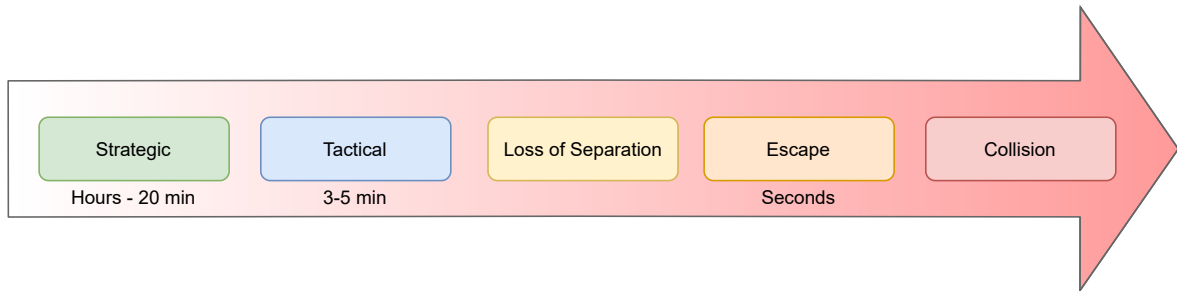 Strategic
Hours - 20 min
Tactical
3-5 min
Loss of Separation
Escape
Seconds
Collision